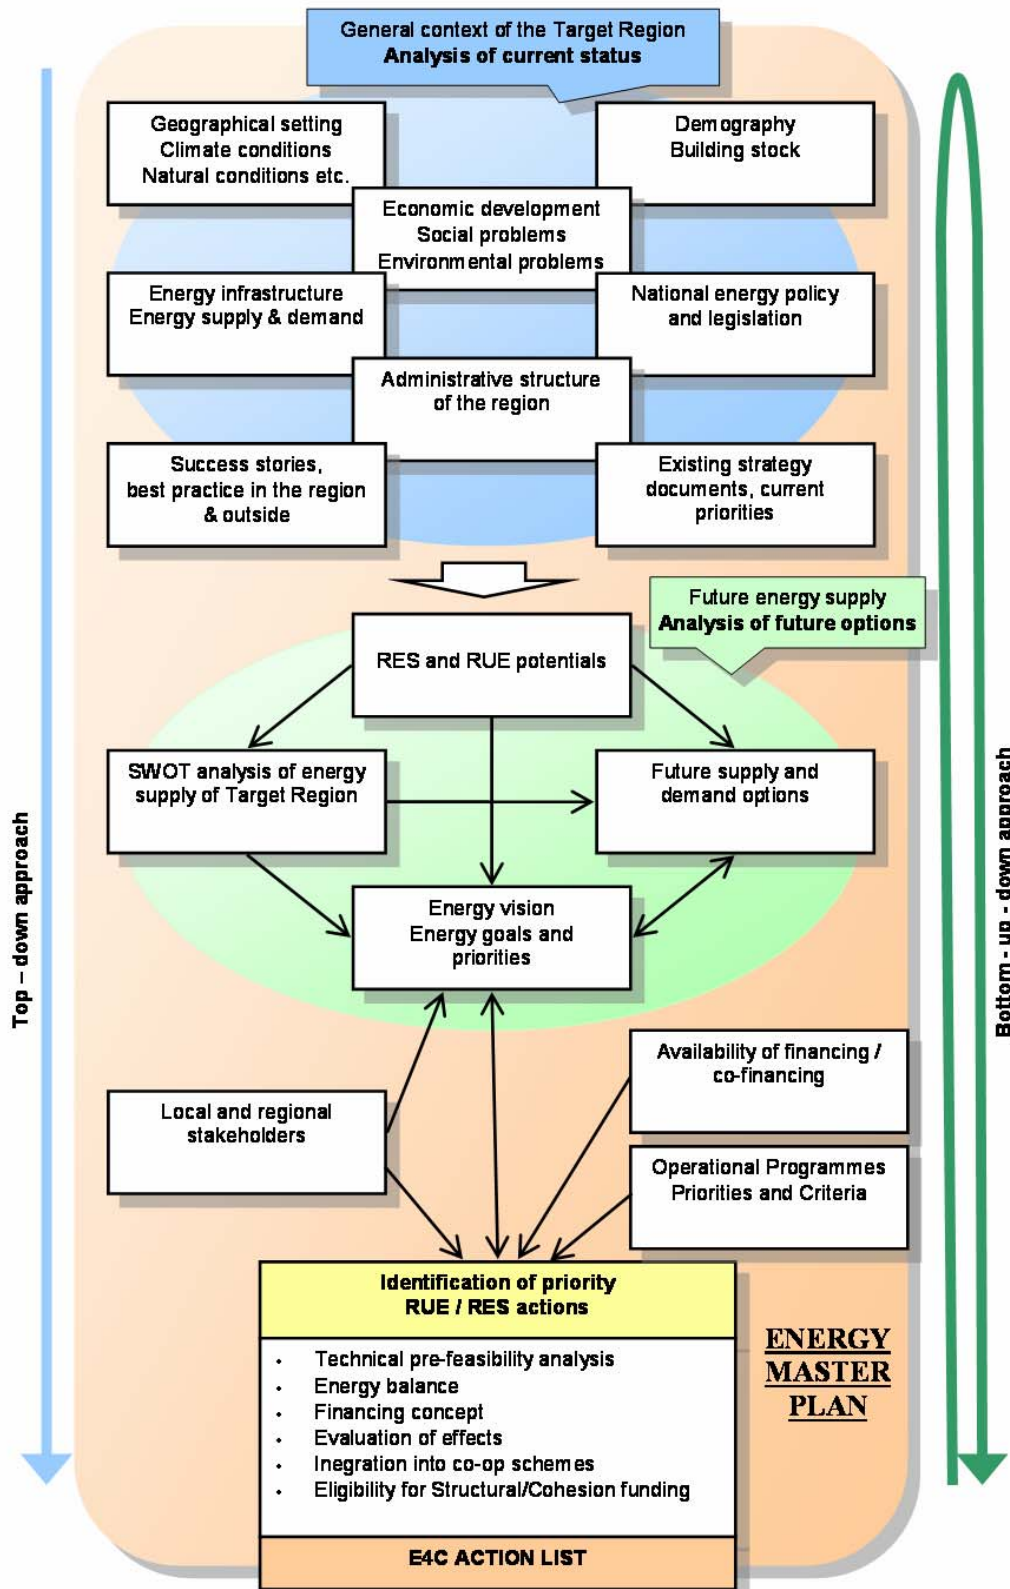 General context of the Target Region
Analysis of current status
Geographical setting
Climate conditions
Natural conditions etc.
Demography
Building stock
Economic development
Social problems
Environmental problems
Energy infrastructure
Energy supply & demand
National energy policy
and legislation
Administrative structure
of the region
Success stories,
best practice in the region
& outside
Existing strategy
documents, current
priorities
Future energy supply
Analysis of future options
RES and RUE potentials
SWOT analysis of energy
supply of Target Region
Future supply and
demand options
Energy vision
Energy goals and
priorities
Top – down approach
Bottom - up - down approach
Local and regional
stakeholders
Availability of financing /
co-financing
Operational Programmes
Priorities and Criteria
Identification of priority
RUE / RES actions
• Technical pre-feasibility analysis
• Energy balance
• Financing concept
• Evaluation of effects
• Inegration into co-op schemes
• Eligibility for Structural/Cohesion funding
E4C ACTION LIST
ENERGY
MASTER
PLAN